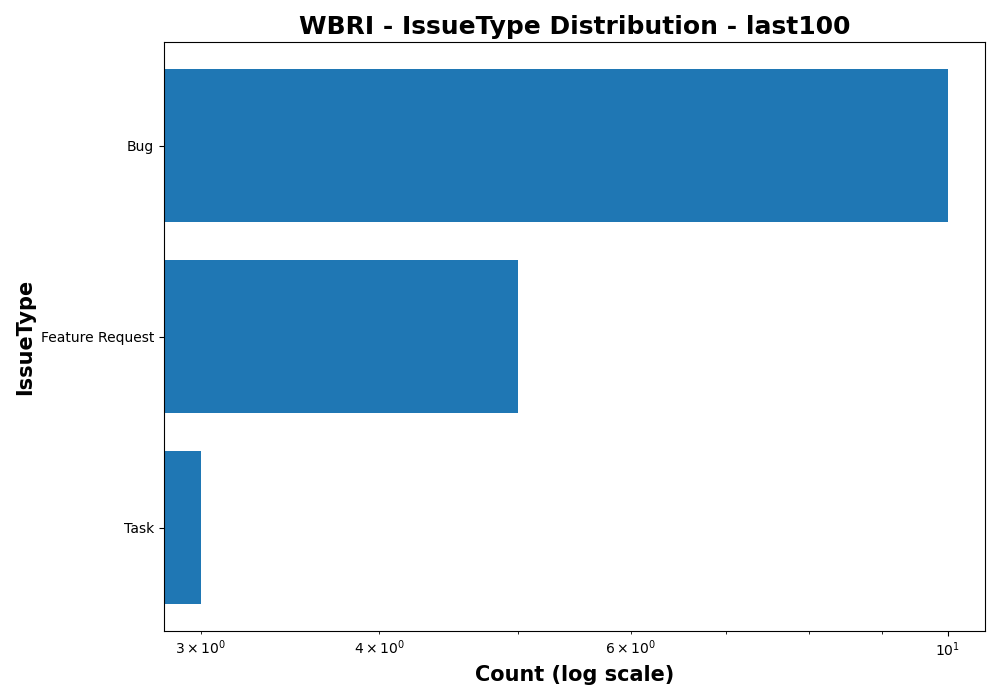 WBRI - IssueType Distribution - last100
IssueType
Bug
Feature Request
Task
3 × 10⁰
4 × 10⁰
6 × 10⁰
10¹
Count (log scale)